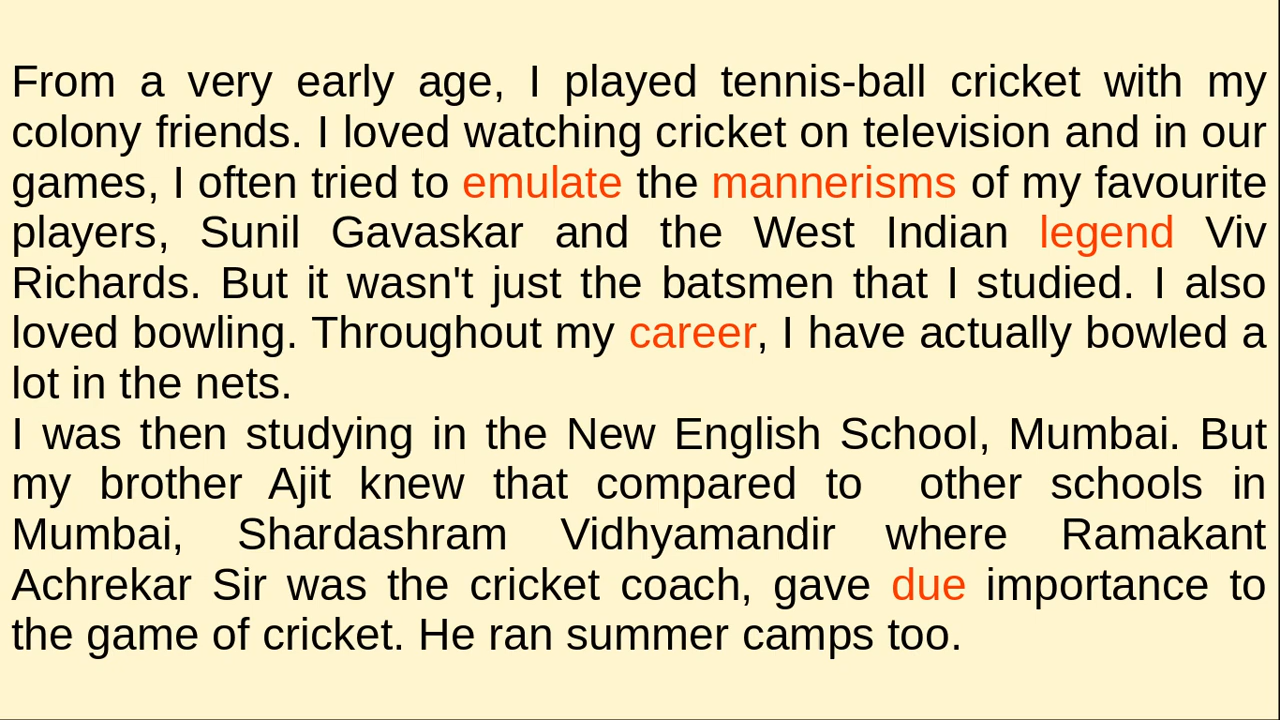 From a very early age, I played tennis-ball cricket with my
colony friends. I loved watching cricket on television and in our
games, I often tried to emulate the mannerisms of my favourite
players, Sunil Gavaskar and the West Indian legend Viv
Richards. But it wasn't just the batsmen that I studied. I also
loved bowling. Throughout my career, I have actually bowled a
lot in the nets.
I was then studying in the New English School, Mumbai. But
my brother Ajit knew that compared to other schools in
Mumbai, Shardashram Vidhyamandir where Ramakant
Achrekar Sir was the cricket coach, gave due importance to
the game of cricket. He ran summer camps too.